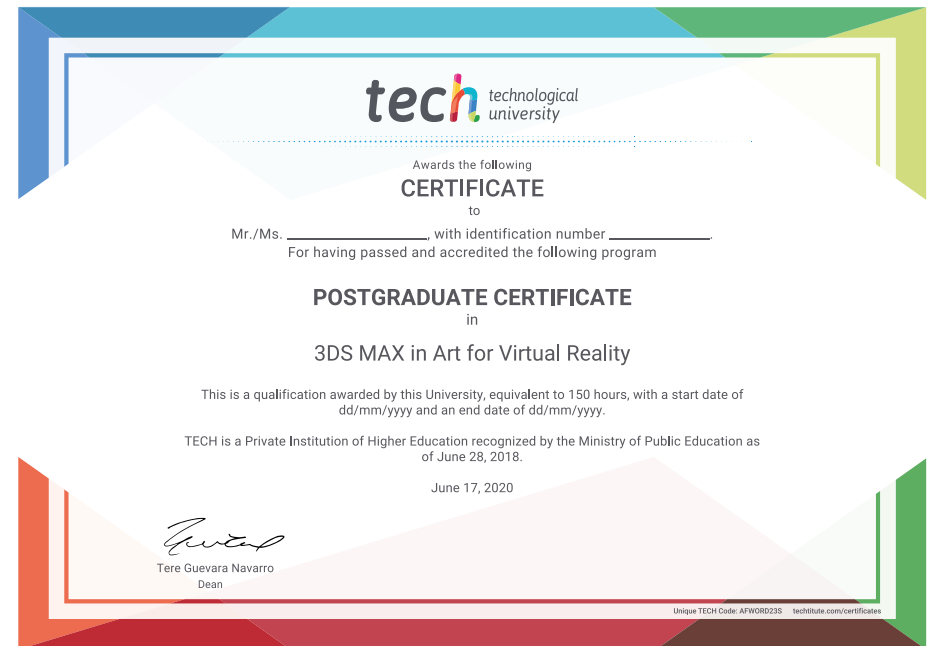 tech technological
university
Awards the following
CERTIFICATE
to
Mr./Ms. ____________________, with identification number ______________.
For having passed and accredited the following program
POSTGRADUATE CERTIFICATE
in
3DS MAX in Art for Virtual Reality
This is a qualification awarded by this University, equivalent to 150 hours, with a start date of
dd/mm/yyyy and an end date of dd/mm/yyyy.
TECH is a Private Institution of Higher Education recognized by the Ministry of Public Education as
of June 28, 2018.
June 17, 2020
Tere Guevara Navarro
Dean
Unique TECH Code: AFWORD23S techtitute.com/certificates